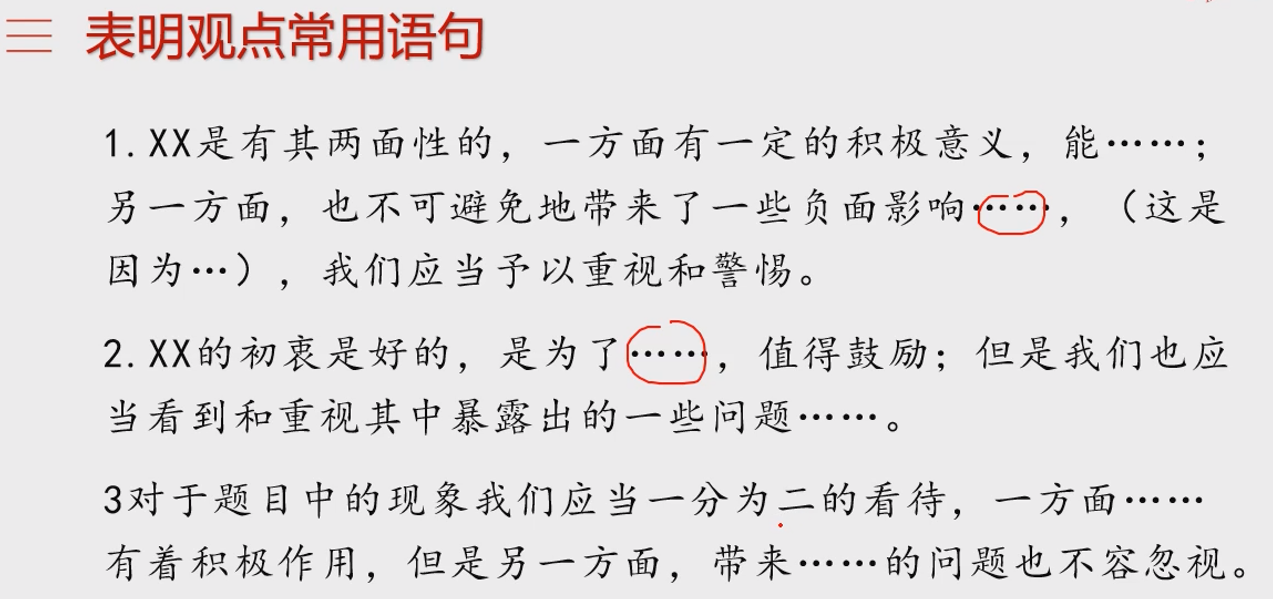 表明观点常用语句
1.XX是有其两面性的，一方面有一定的积极意义，能……；
另一方面，也不可避免地带来了一些负面影响……，（这是
因为…），我们应当予以重视和警惕。
2.XX的初衷是好的，是为了……，值得鼓励；但是我们也应
当看到和重视其中暴露出的一些问题……。
3对于题目中的现象我们应当一分为二的看待，一方面……
有着积极作用，但是另一方面，带来……的问题也不容忽视。